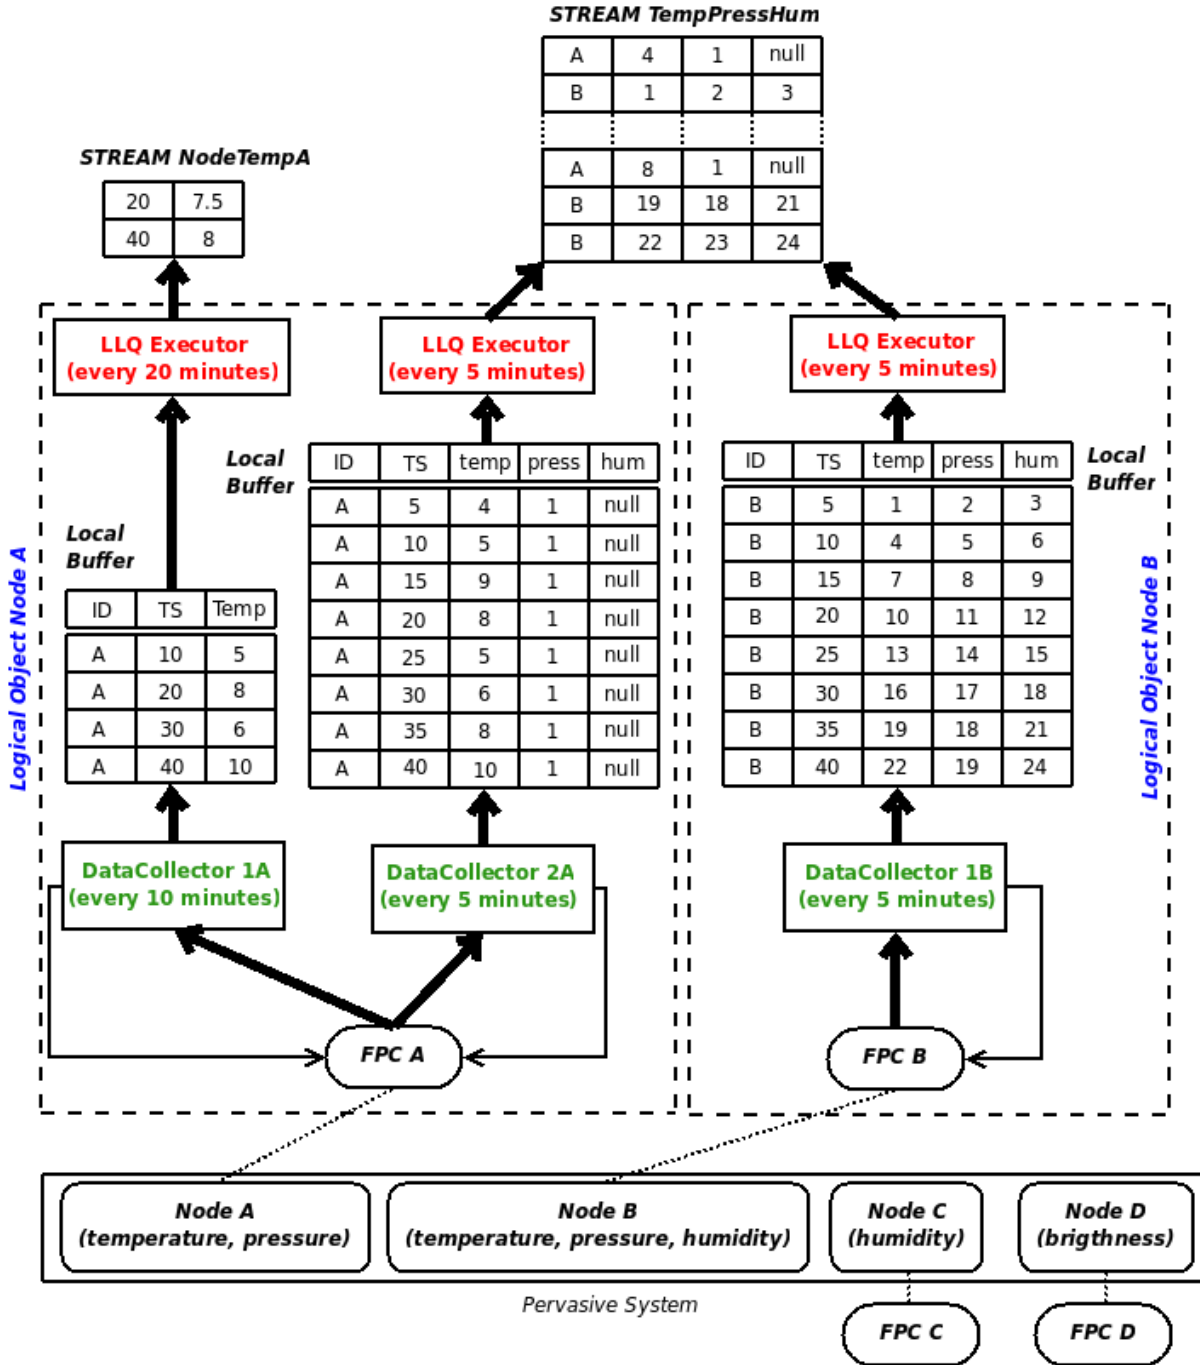 STREAM TempPressHum
A 4 1 null
B 1 2 3
A 8 1 null
B 19 18 21
B 22 23 24
STREAM NodeTempA
20 7.5
40 8
LLQ Executor
(every 20 minutes)
LLQ Executor
(every 5 minutes)
LLQ Executor
(every 5 minutes)
Logical Object Node A
Local
Buffer
ID TS Temp
A 10 5
A 20 8
A 30 6
A 40 10
Local
Buffer
ID TS temp press hum
A 5 4 1 null
A 10 5 1 null
A 15 9 1 null
A 20 8 1 null
A 25 5 1 null
A 30 6 1 null
A 35 8 1 null
A 40 10 1 null
ID TS temp press hum
B 5 1 2 3
B 10 4 5 6
B 15 7 8 9
B 20 10 11 12
B 25 13 14 15
B 30 16 17 18
B 35 19 18 21
B 40 22 19 24
Local
Buffer
Logical Object Node B
DataCollector 1A
(every 10 minutes)
DataCollector 2A
(every 5 minutes)
DataCollector 1B
(every 5 minutes)
FPC A
FPC B
Node A
(temperature, pressure)
Node B
(temperature, pressure, humidity)
Node C
(humidity)
Node D
(brigthness)
Pervasive System
FPC C
FPC D